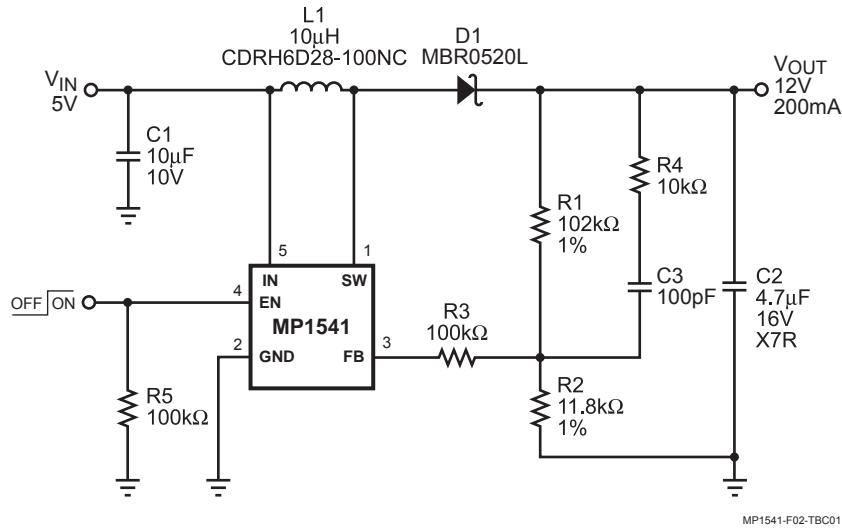 L1
10µH
CDRH6D28-100NC
D1
MBR0520L
VIN
5V
VOUT
12V
200mA
C1
10µF
10V
R4
10kΩ
R1
102kΩ
1%
5
1
IN
SW
C3
100pF
C2
4.7µF
16V
X7R
OFF ON
4
EN
MP1541
R3
100kΩ
2
GND
FB
3
R5
100kΩ
R2
11.8kΩ
1%
MP1541-F02-TBC01